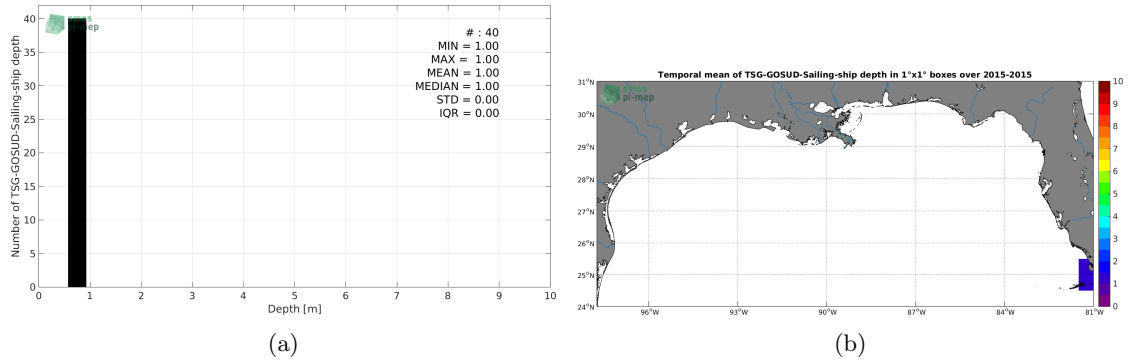 smos
pi-mep
Number of TSG-GOSUD-Sailing-ship depth
40
35
30
25
20
15
10
5
0
# : 40
MIN = 1.00
MAX = 1.00
MEAN = 1.00
MEDIAN = 1.00
STD = 0.00
IQR = 0.00
0 1 2 3 4 5 6 7 8 9 10
Depth [m]
(a)
Temporal mean of TSG-GOSUD-Sailing-ship depth in 1°x1° boxes over 2015-2015
smos
pi-mep
31°N
30°N
29°N
28°N
27°N
26°N
25°N
24°N
96°W 93°W 90°W 87°W 84°W 81°W
10
9
8
7
6
5
4
3
2
1
0
(b)